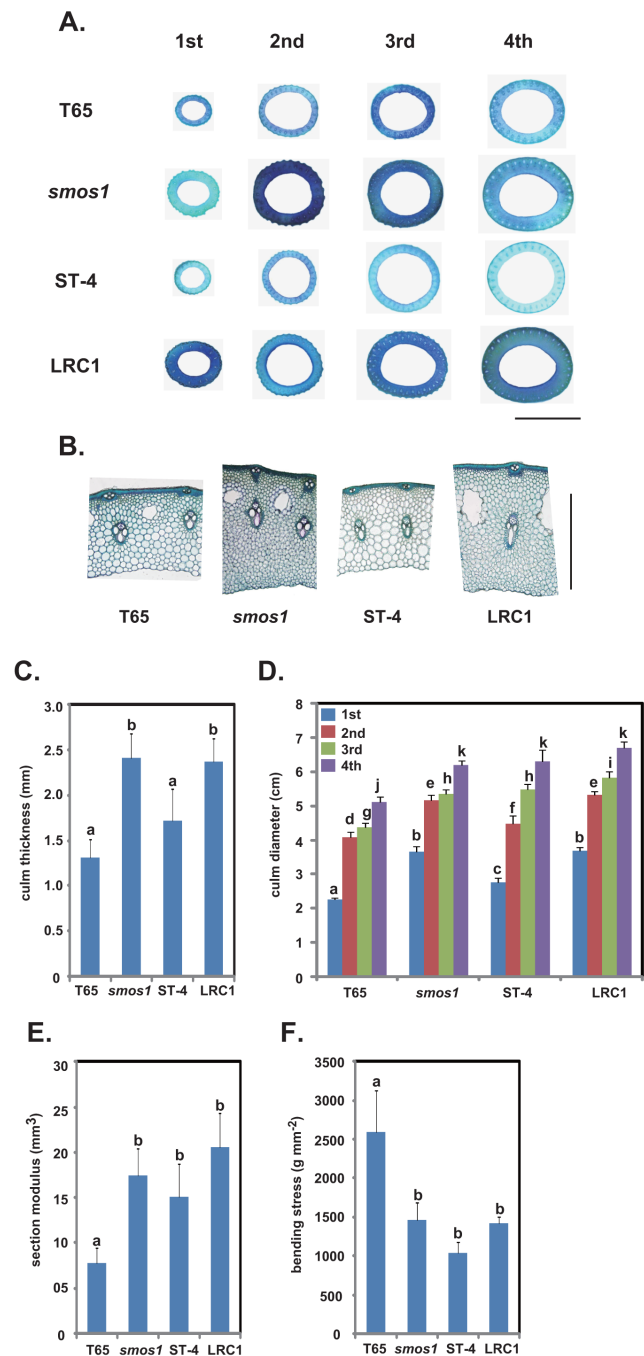 A.
1st 2nd 3rd 4th
T65
smos1
ST-4
LRC1
B.
T65 smos1 ST-4 LRC1
C.
culm thickness (mm)
3.0
2.5
2.0
1.5
1.0
0.5
0
a b a b
T65 smos1 ST-4 LRC1
D.
culm diameter (cm)
8
7
6
5
4
3
2
1
0
1st
2nd
3rd
4th
a d g j b e h k c f h k b e i k
T65 smos1 ST-4 LRC1
E.
section modulus (mm3)
30
25
20
15
10
05
0
a b b b
T65 smos1 ST-4 LRC1
F.
bending stress (g mm-2)
3500
3000
2500
2000
1500
1000
500
0
a b b b
T65 smos1 ST-4 LRC1